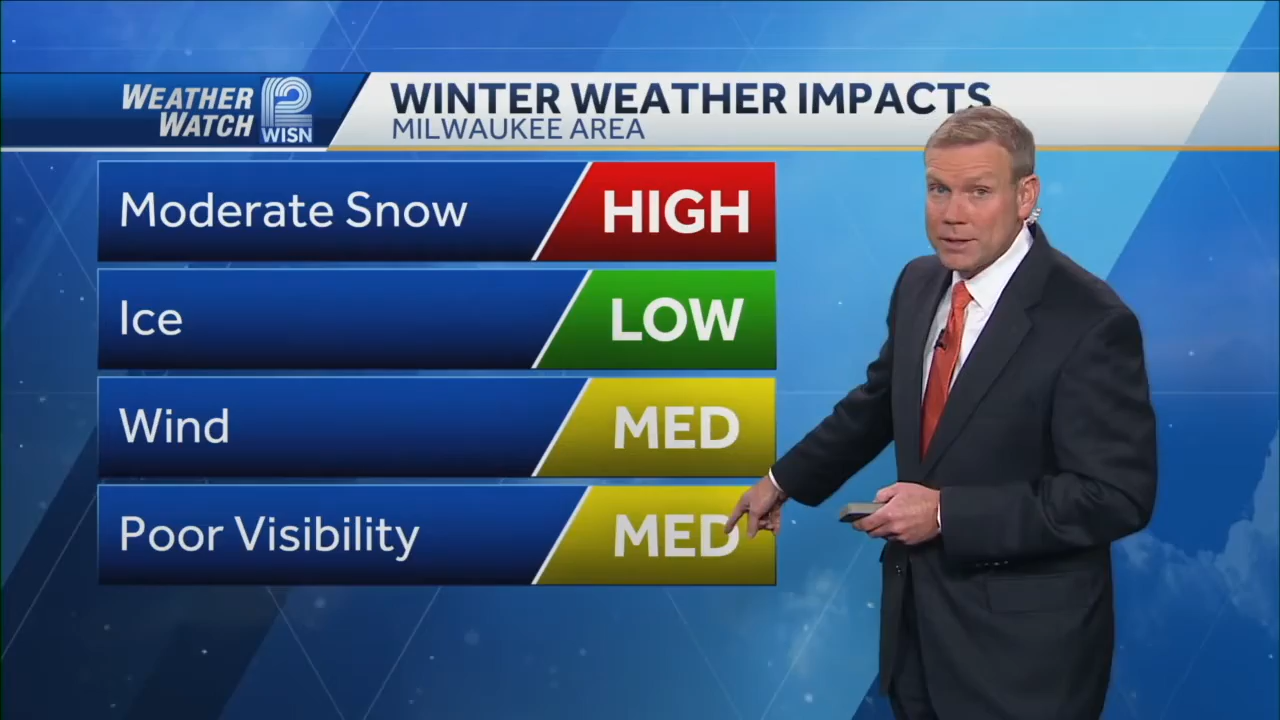 WEATHER
WATCH
12
WISN
WINTER WEATHER IMPACTS
MILWAUKEE AREA
Moderate Snow HIGH
Ice LOW
Wind MED
Poor Visibility MED